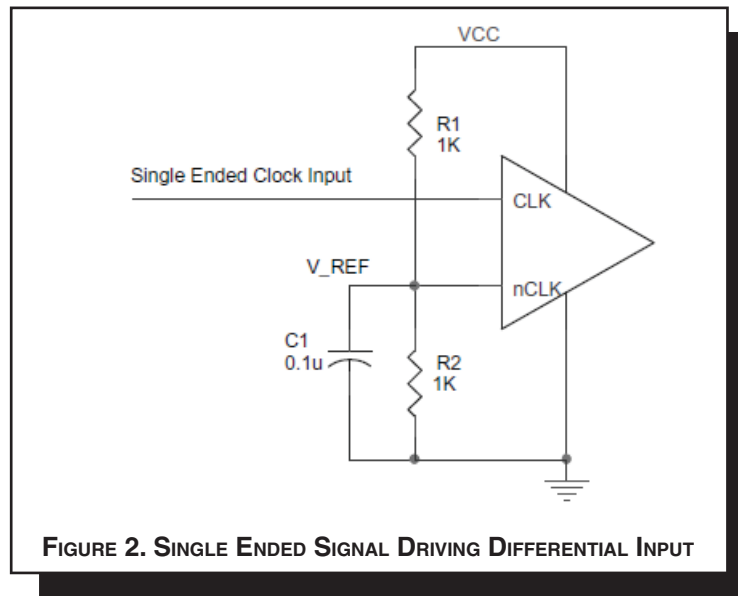 VCC
R1
1K
Single Ended Clock Input
CLK
V_REF
nCLK
C1
0.1u
R2
1K
FIGURE 2. SINGLE ENDED SIGNAL DRIVING DIFFERENTIAL INPUT